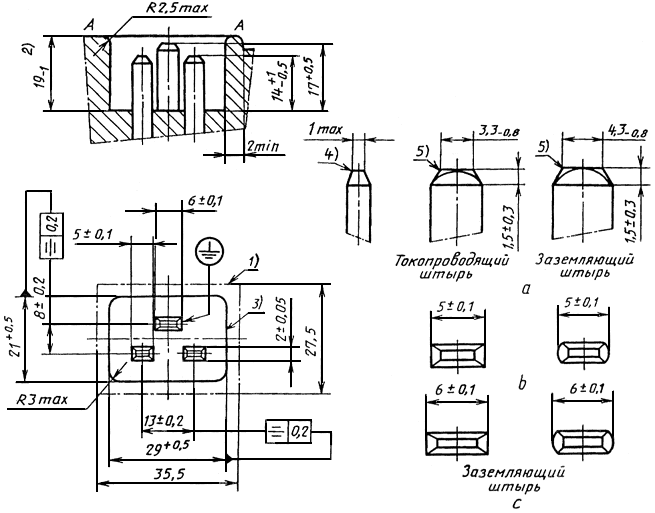 R2,5 max
A
A
2)
19-1
14+1-0,5
17+0,5
2 min
1 max
4)
3,3-0,8
5)
1,5±0,3
4,3-0,8
5)
1,5±0,3
Токопроводящий
штырь
Заземляющий
штырь
a
0,2
6±0,1
5±0,1
1)
3)
8±0,2
21+0,5
2±0,05
27,5
R3 max
13±0,2
0,2
29+0,5
35,5
5±0,1
5±0,1
b
6±0,1
6±0,1
Заземляющий
штырь
c